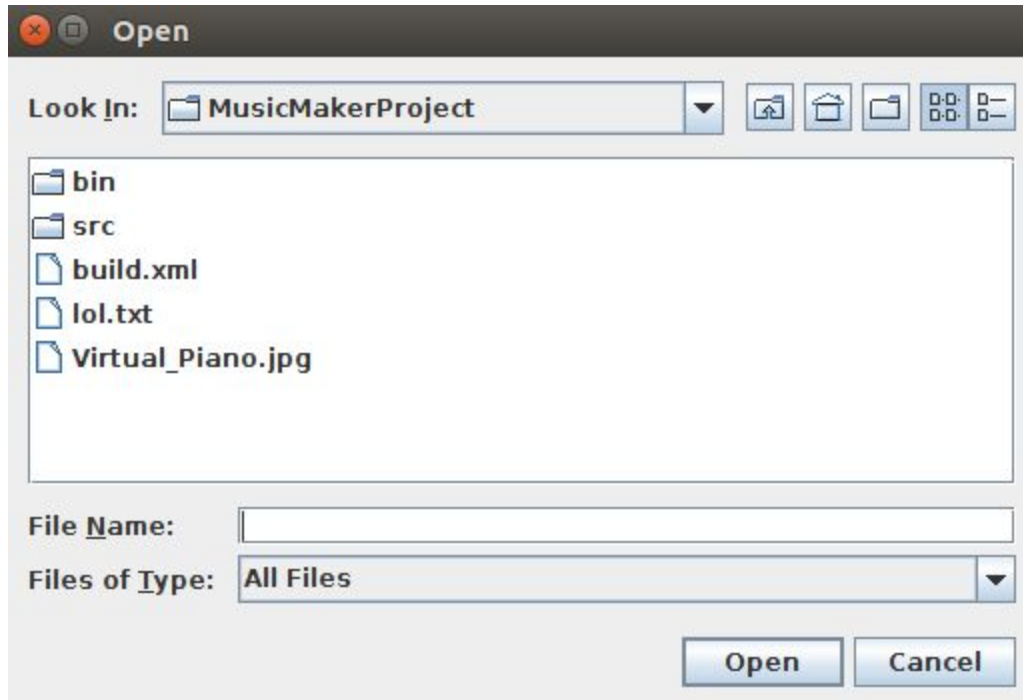 Open
Look In: MusicMakerProject
bin
src
build.xml
lol.txt
Virtual_Piano.jpg
File Name:
Files of Type: All Files
Open Cancel